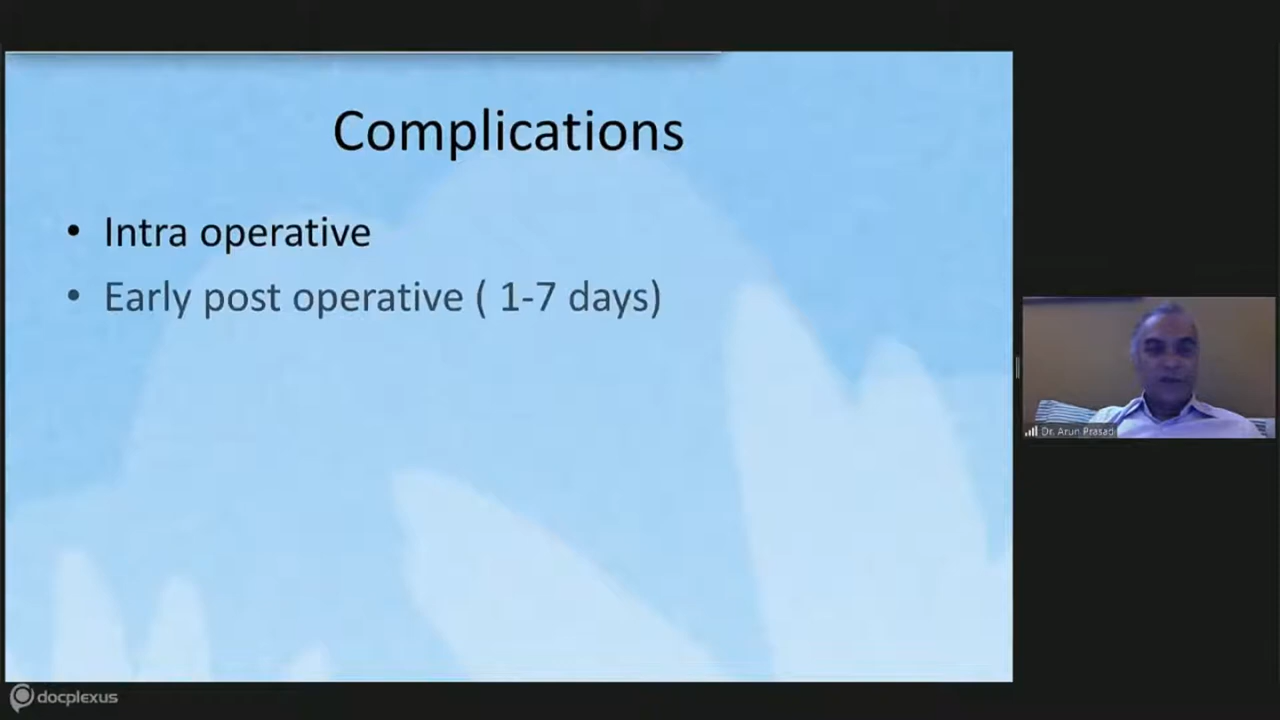 Complications
• Intra operative
• Early post operative ( 1-7 days)
Dr. Arun Prasad
docplexus